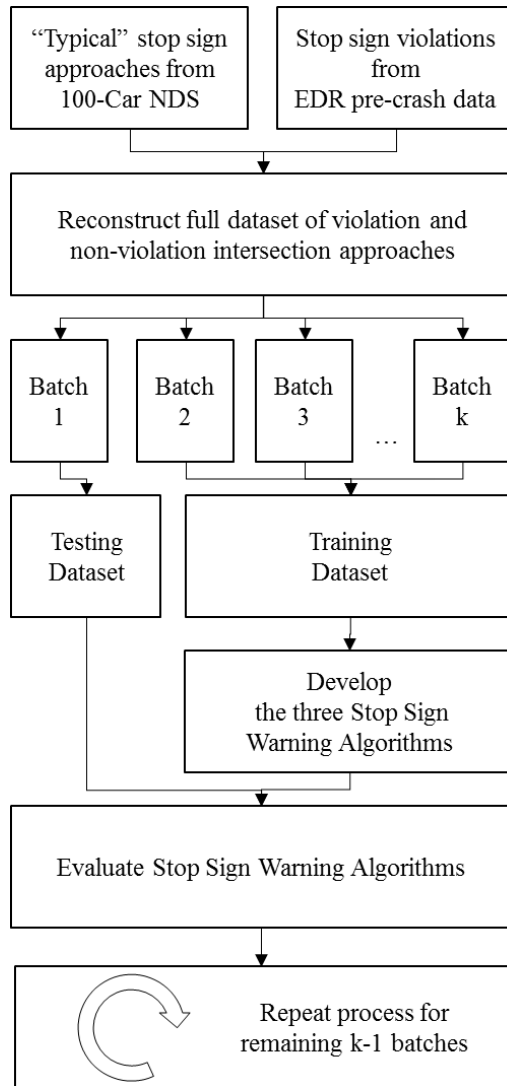 “Typical” stop sign
approaches from
100-Car NDS
Stop sign violations
from
EDR pre-crash data
Reconstruct full dataset of violation and
non-violation intersection approaches
Batch
1
Batch
2
Batch
3
…
Batch
k
Testing
Dataset
Training
Dataset
Develop
the three Stop Sign
Warning Algorithms
Evaluate Stop Sign Warning Algorithms
Repeat process for
remaining k-1 batches